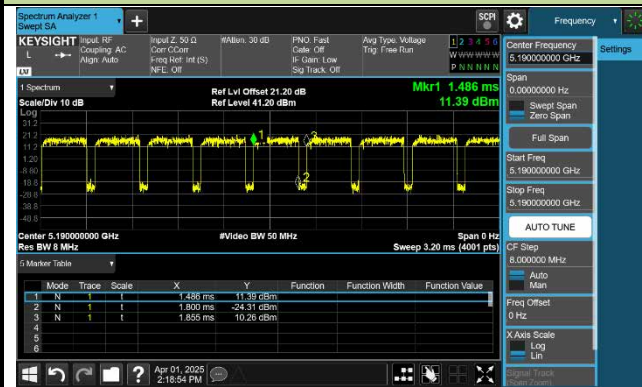 Spectrum Analyzer 1
Swept SA
SCPI
Frequency
KEYSIGHT
L
Input: RF
Coupling: AC
Align: Auto
Input Z: 50 Ω
Corr CCorr
Freq Ref: Int (S)
NFE: Off
#Atten: 30 dB
PNO: Fast
Gate: Off
IF Gain: Low
Sig Track: Off
Avg Type: Voltage
Trig: Free Run
1 2 3 4 5 6
W W W W W W
P N N N N N
LXI
1 Spectrum
Scale/Div 10 dB
Log
Ref Lvl Offset 21.20 dB
Ref Level 41.20 dBm
Mkr1 1.486 ms
11.39 dBm
31.2
21.2
11.2
1.20
-8.80
-18.8
-28.8
-38.8
-48.8
1
2
3
Center 5.190000000 GHz
Res BW 8 MHz
#Video BW 50 MHz
Span 0 Hz
Sweep 3.20 ms (4001 pts)
5 Marker Table
Mode Trace Scale X Y Function Function Width Function Value
1 N 1 t 1.486 ms 11.39 dBm
2 N 1 t 1.800 ms -24.31 dBm
3 N 1 t 1.855 ms 10.26 dBm
4
5
6
Apr 01, 2025
2:18:54 PM
Center Frequency
5.190000000 GHz
Settings
Span
0.00000000 Hz
Swept Span
Zero Span
Full Span
Start Freq
5.190000000 GHz
Stop Freq
5.190000000 GHz
AUTO TUNE
CF Step
8.000000 MHz
Auto
Man
Freq Offset
0 Hz
X Axis Scale
Log
Lin
Signal Track
(Span Zoom)